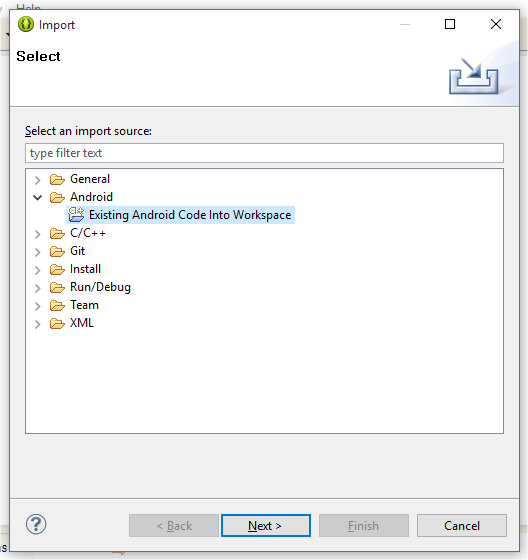 Help
Import
Select
Select an import source:
type filter text
General
Android
Existing Android Code Into Workspace
C/C++
Git
Install
Run/Debug
Team
XML
?
< Back
Next >
Finish
Cancel